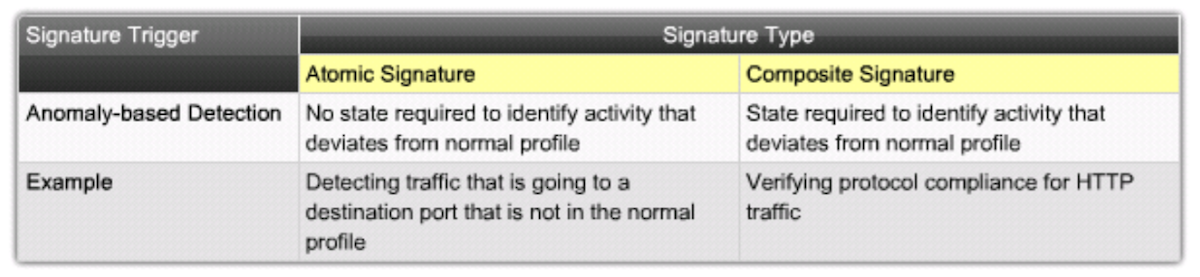 Signature Trigger
Signature Type
Atomic Signature
Composite Signature
Anomaly-based Detection
No state required to identify activity that
deviates from normal profile
State required to identify activity that
deviates from normal profile
Example
Detecting traffic that is going to a
destination port that is not in the normal
profile
Verifying protocol compliance for HTTP
traffic